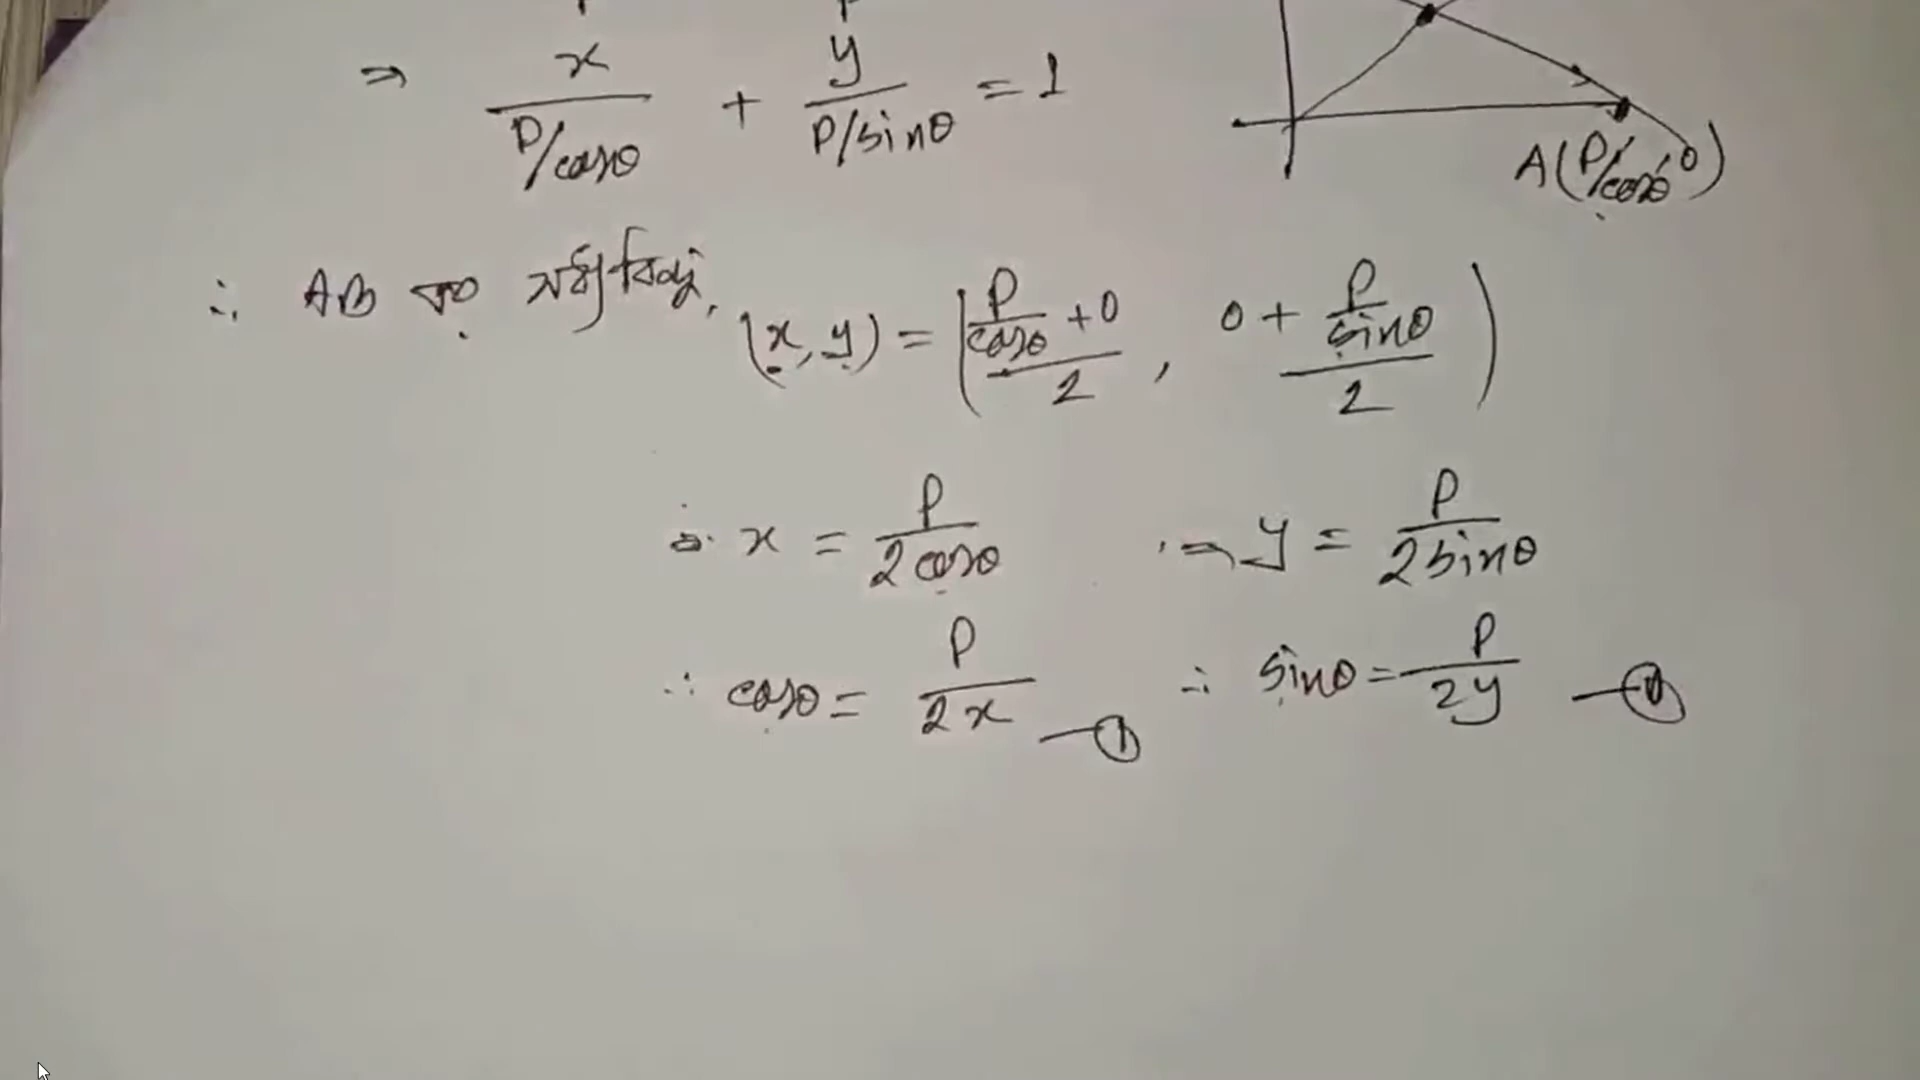 ⇒ x/(P/cosθ) + y/(P/sinθ) = 1
A(P/cosθ, 0)
∴ AB এর মধ্যবিন্দু,
(x, y) = ((P/cosθ + 0)/2 , (0 + P/sinθ)/2)
∴ x = P/(2cosθ) ⇒ y = P/(2sinθ)
∴ cosθ = P/(2x) —① ∴ sinθ = P/(2y)